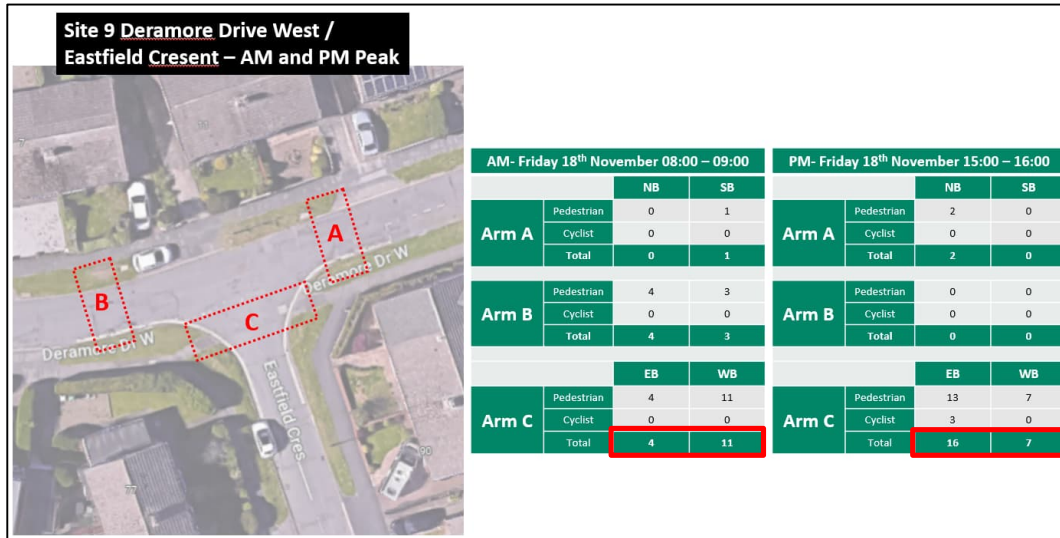 Site 9 Deramore Drive West /
Eastfield Cresent – AM and PM Peak
A
B
C
Deramore Dr W
Deramore Dr W
Eastfield Cres
77
90
AM- Friday 18th November 08:00 – 09:00
NB SB
Arm A
Pedestrian 0 1
Cyclist 0 0
Total 0 1
Arm B
Pedestrian 4 3
Cyclist 0 0
Total 4 3
EB WB
Arm C
Pedestrian 4 11
Cyclist 0 0
Total 4 11
PM- Friday 18th November 15:00 – 16:00
NB SB
Arm A
Pedestrian 2 0
Cyclist 0 0
Total 2 0
Arm B
Pedestrian 0 0
Cyclist 0 0
Total 0 0
EB WB
Arm C
Pedestrian 13 7
Cyclist 3 0
Total 16 7